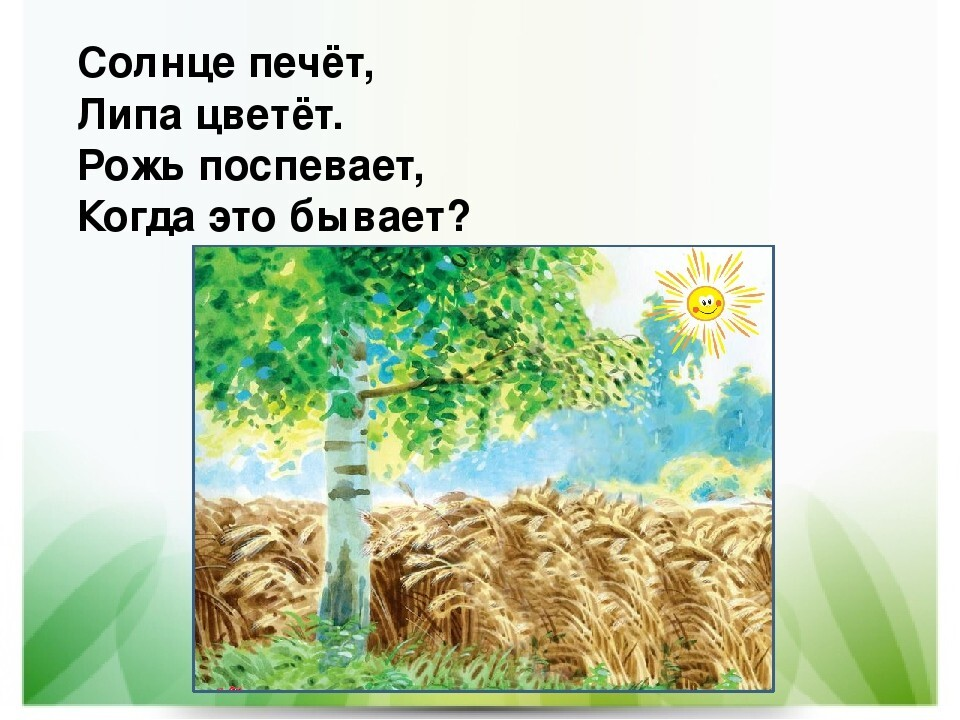 Солнце печёт,
Липа цветёт.
Рожь поспевает,
Когда это бывает?